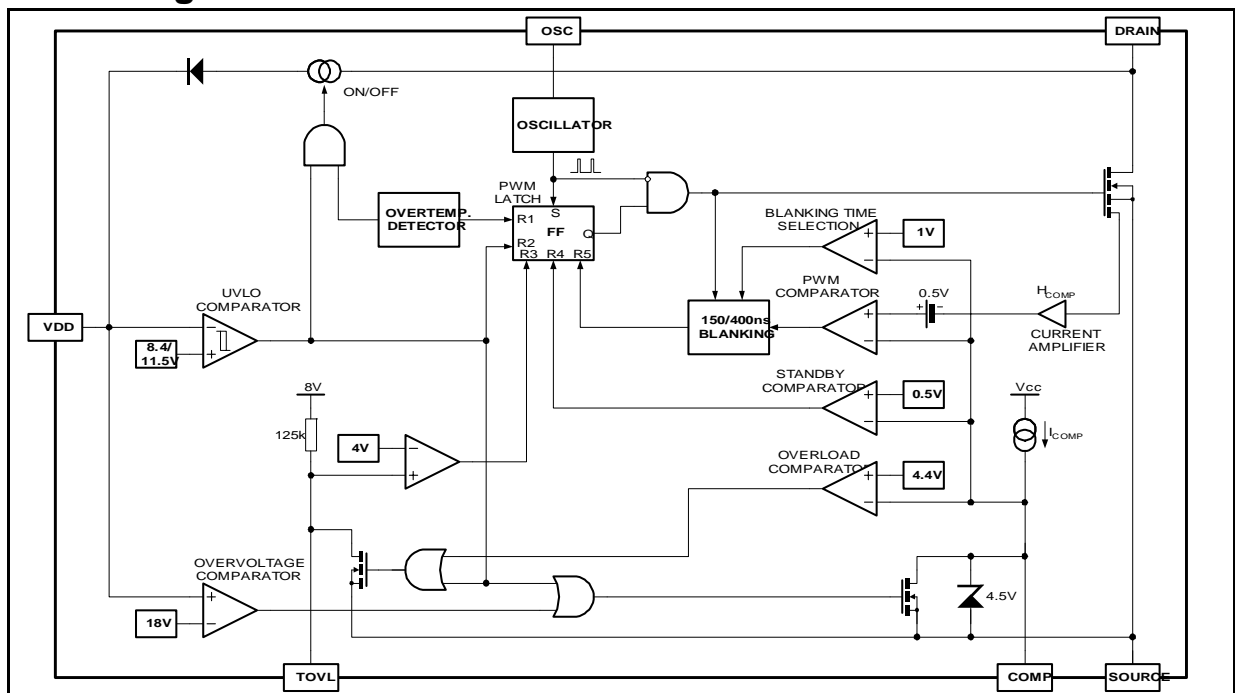 OSC
DRAIN
ON/OFF
OSCILLATOR
PWM
LATCH
OVERTEMP.
DETECTOR
R1
S
FF
Q
R2
R3 R4 R5
BLANKING TIME
SELECTION
1V
PWM
COMPARATOR
0.5V
HCOMP
CURRENT
AMPLIFIER
150/400ns
BLANKING
UVLO
COMPARATOR
VDD
8.4/
11.5V
STANDBY
COMPARATOR
0.5V
Vcc
ICOMP
8V
125k
4V
OVERLOAD
COMPARATOR
4.4V
OVERVOLTAGE
COMPARATOR
18V
4.5V
TOVL
COMP
SOURCE